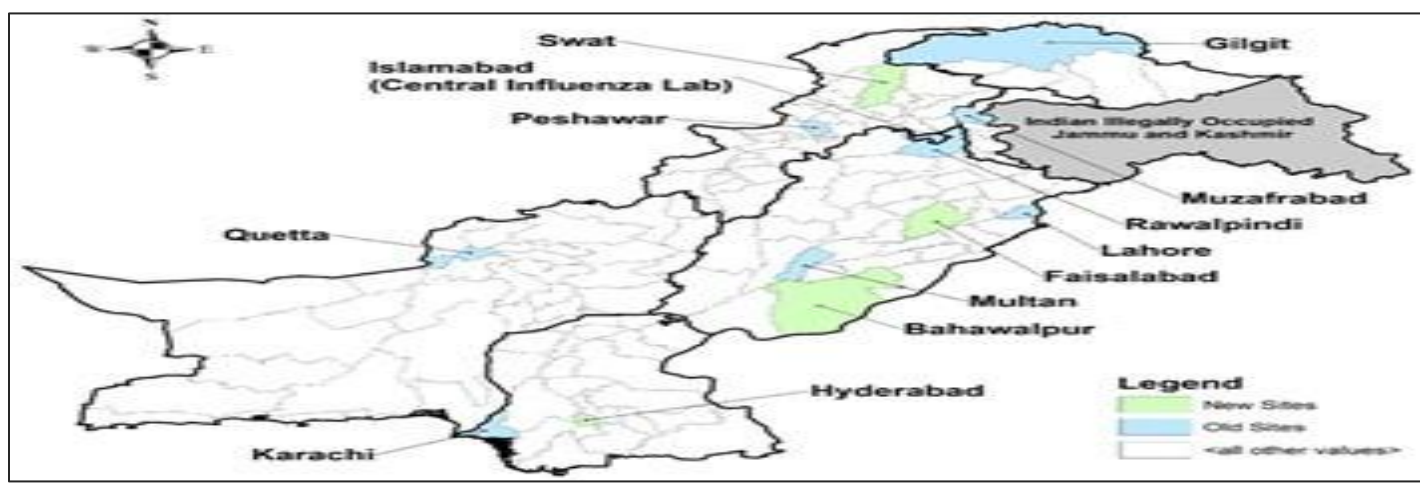 N
W E
S
Swat
Gilgit
Islamabad
(Central Influenza Lab)
Peshawar
Indian Illegally Occupied
Jammu and Kashmir
Muzafrabad
Rawalpindi
Quetta
Lahore
Faisalabad
Multan
Bahawalpur
Hyderabad
Karachi
Legend
New Sites
Old Sites
<all other values>